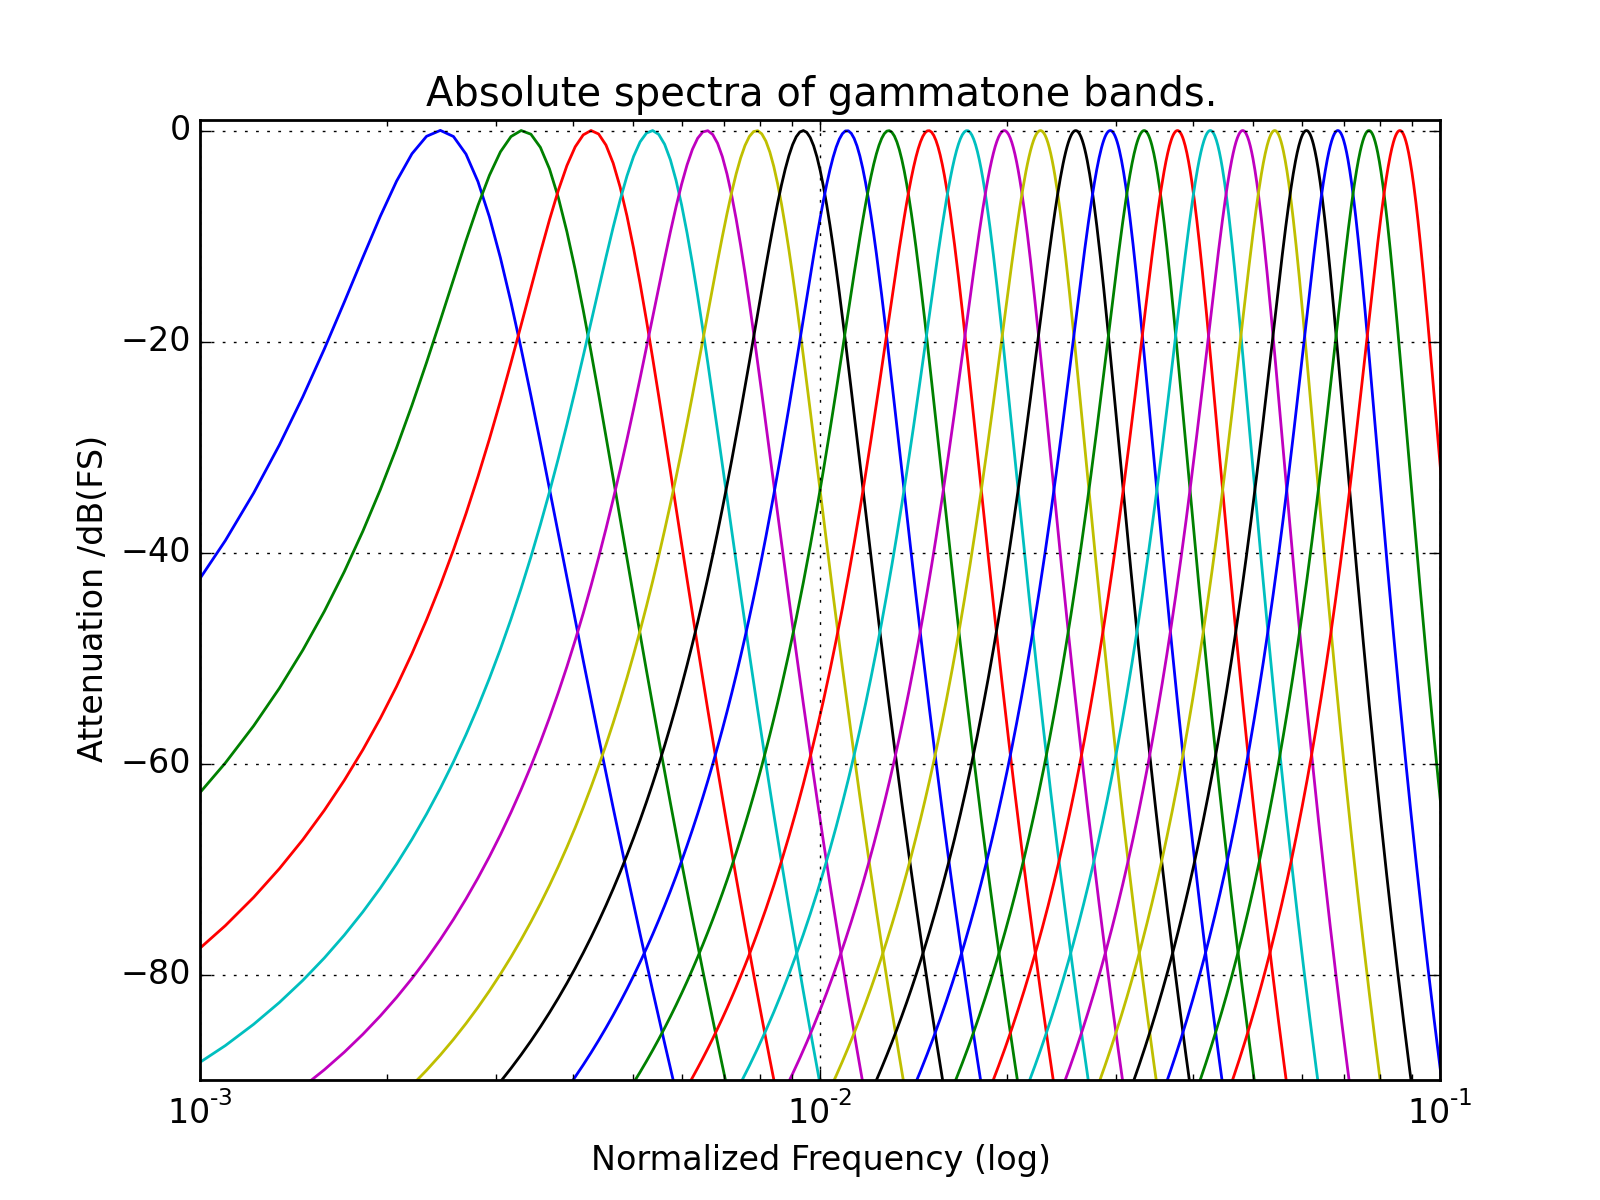 Absolute spectra of gammatone bands.
0
−20
−40
−60
−80
Attenuation /dB(FS)
10-3
10-2
10-1
Normalized Frequency (log)